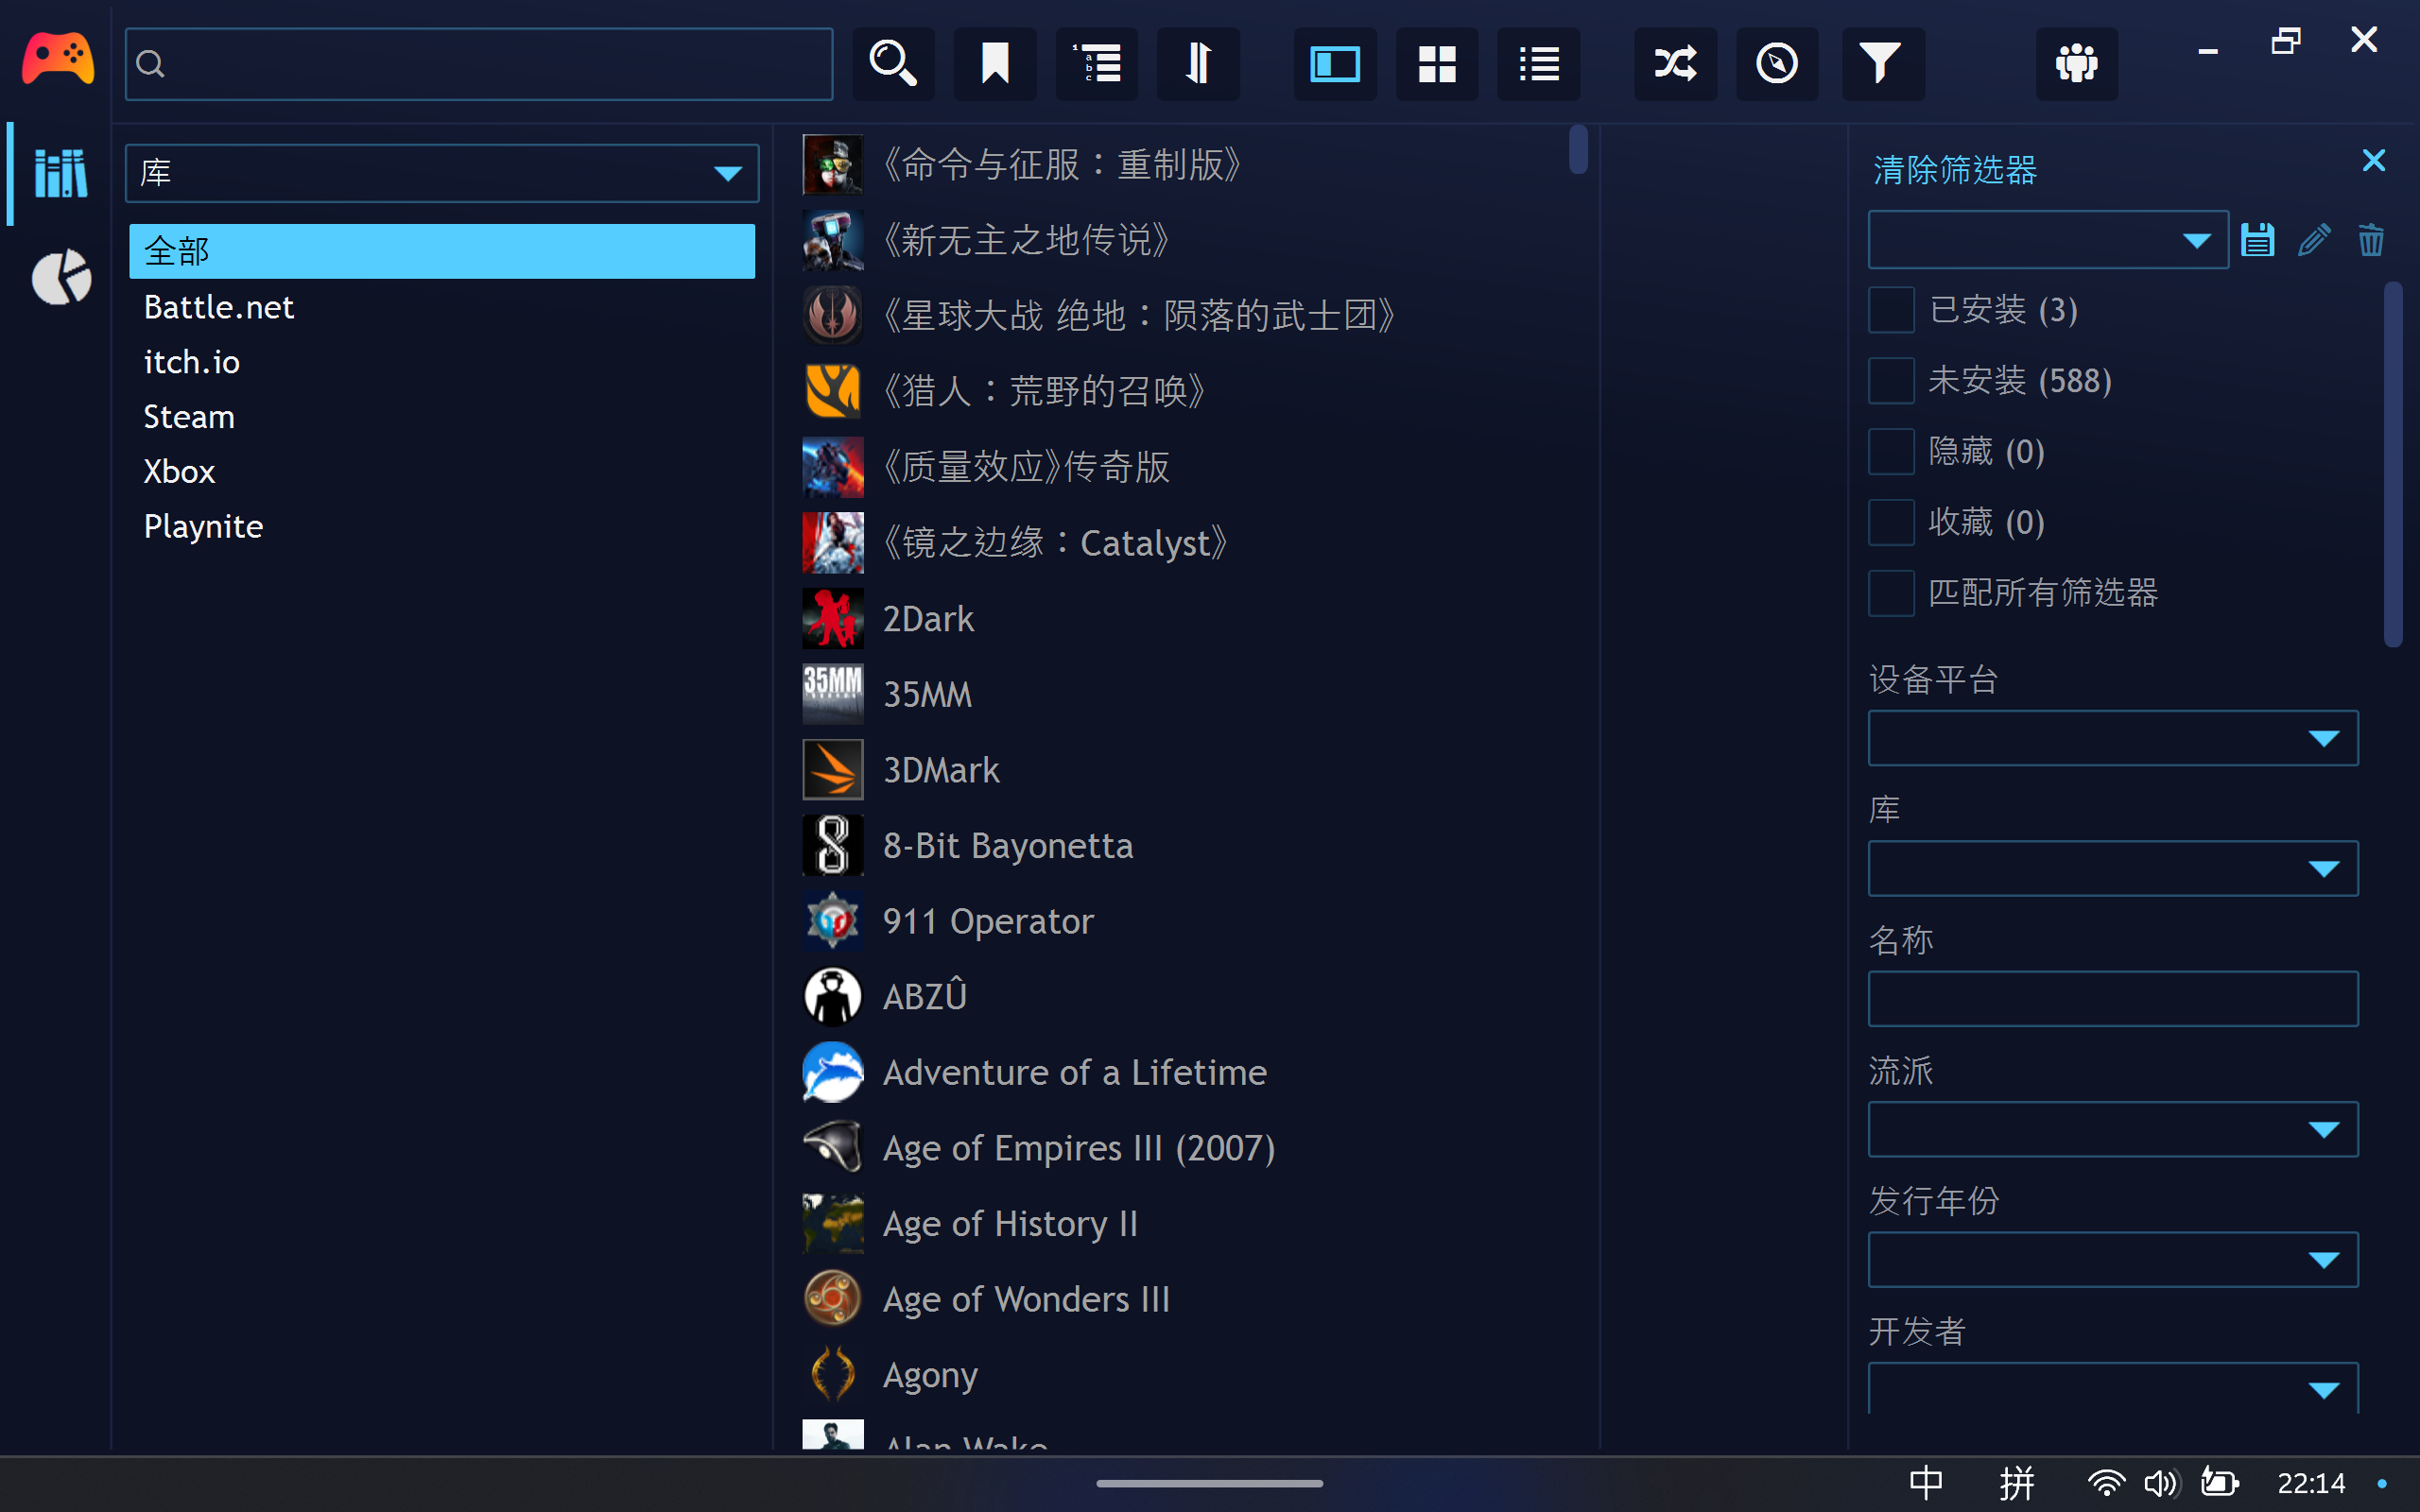 库
全部
Battle.net
itch.io
Steam
Xbox
Playnite
《命令与征服：重制版》
《新无主之地传说》
《星球大战 绝地：陨落的武士团》
《猎人：荒野的召唤》
《质量效应》传奇版
《镜之边缘：Catalyst》
2Dark
35MM
35MM
3DMark
8-Bit Bayonetta
911 Operator
ABZÛ
Adventure of a Lifetime
Age of Empires III (2007)
Age of History II
Age of Wonders III
Agony
Alan Wake
清除筛选器
已安装 (3)
未安装 (588)
隐藏 (0)
收藏 (0)
匹配所有筛选器
设备平台
库
名称
流派
发行年份
开发者
中 拼 22:14